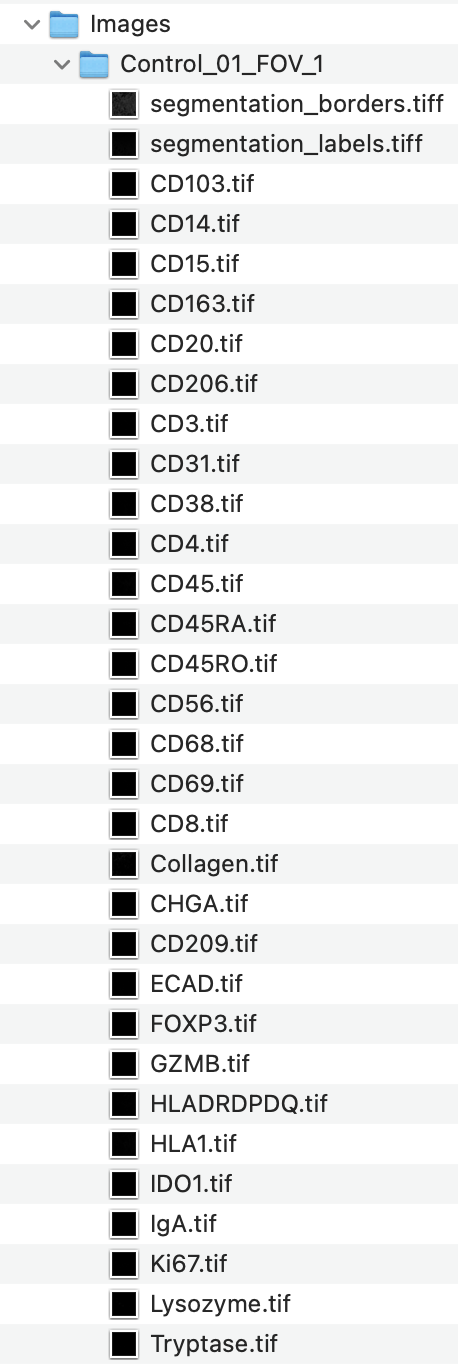 Images
Control_01_FOV_1
segmentation_borders.tiff
segmentation_labels.tiff
CD103.tif
CD14.tif
CD15.tif
CD163.tif
CD20.tif
CD206.tif
CD3.tif
CD31.tif
CD38.tif
CD4.tif
CD45.tif
CD45RA.tif
CD45RO.tif
CD56.tif
CD68.tif
CD69.tif
CD8.tif
Collagen.tif
CHGA.tif
CD209.tif
ECAD.tif
FOXP3.tif
GZMB.tif
HLADRDPDQ.tif
HLA1.tif
IDO1.tif
IgA.tif
Ki67.tif
Lysozyme.tif
Tryptase.tif